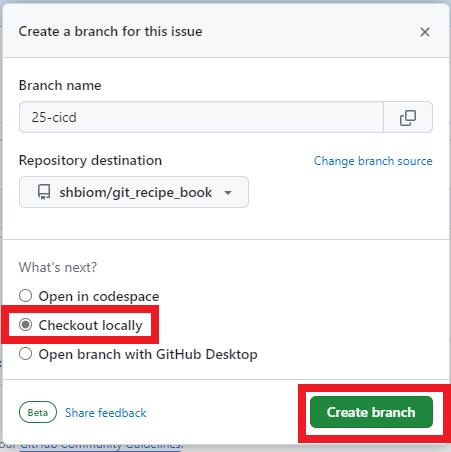 Create a branch for this issue
Branch name
25-cicd
Repository destination
Change branch source
shbiom/git_recipe_book
What's next?
Open in codespace
Checkout locally
Open branch with GitHub Desktop
Beta Share feedback
Create branch
our GitHub Community Guidelines.